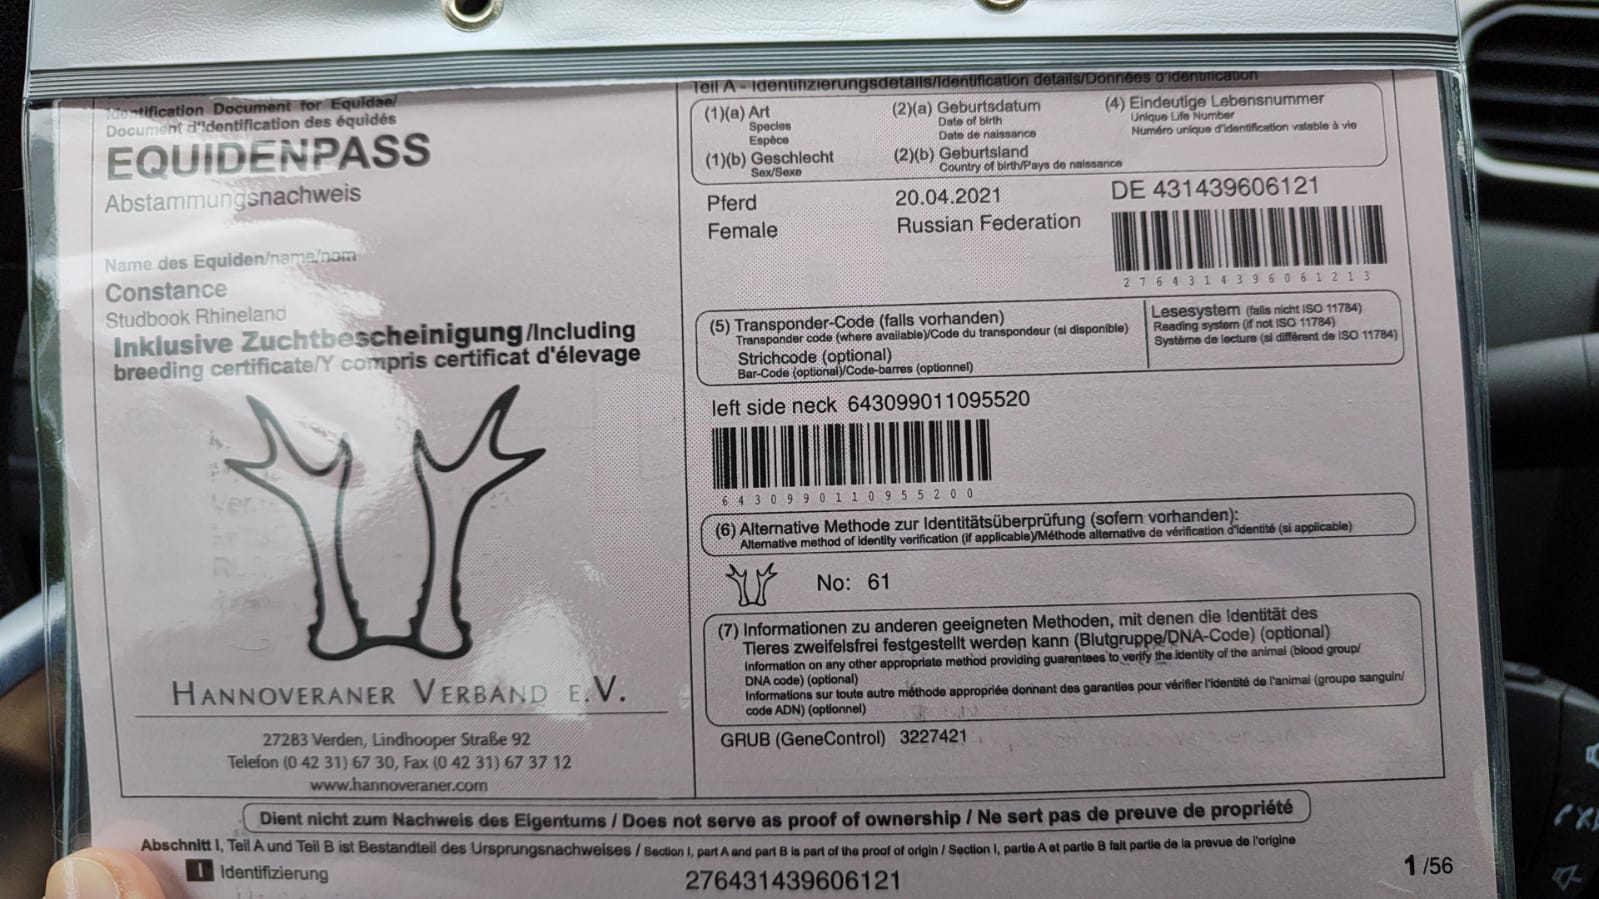 Identification Document for Equidae/
Document d'Identification des équidés
EQUIDENPASS
Abstammungsnachweis
Name des Equiden/name/nom
Constance
Studbook Rhineland
Inklusive Zuchtbescheinigung/Including
breeding certificate/Y compris certificat d'élevage
HANNOVERANER VERBAND E.V.
27283 Verden, Lindhooper Straße 92
Telefon (0 42 31) 67 30, Fax (0 42 31) 67 37 12
www.hannoveraner.com
Teil A - Identifizierungsdetails/Identification details/Données d'identification
(1)(a) Art
Species
Espèce
(1)(b) Geschlecht
Sex/Sexe
(2)(a) Geburtsdatum
Date of birth
Date de naissance
(2)(b) Geburtsland
Country of birth/Pays de naissance
(4) Eindeutige Lebensnummer
Unique Life Number
Numéro unique d'identification valable à vie
Pferd
Female
20.04.2021
Russian Federation
DE 431439606121
2 7 6 4 3 1 4 3 9 6 0 6 1 2 1 3
(5) Transponder-Code (falls vorhanden)
Transponder code (where available)/Code du transpondeur (si disponible)
Strichcode (optional)
Bar-Code (optional)/Code-barres (optionnel)
Lesesystem (falls nicht ISO 11784)
Reading system (if not ISO 11784)
Système de lecture (si différent de ISO 11784)
left side neck 643099011095520
6 4 3 0 9 9 0 1 1 0 9 5 5 2 0 0
(6) Alternative Methode zur Identitätsüberprüfung (sofern vorhanden):
Alternative method of identity verification (if applicable)/Méthode alternative de vérification d'identité (si applicable)
No: 61
(7) Informationen zu anderen geeigneten Methoden, mit denen die Identität des
Tieres zweifelsfrei festgestellt werden kann (Blutgruppe/DNA-Code) (optional)
Information on any other appropriate method providing guarentees to verify the identity of the animal (blood group/
DNA code) (optional)
Informations sur toute autre méthode appropriée donnant des garanties pour vérifier l'identité de l'animal (groupe sanguin/
code ADN) (optionnel)
GRUB (GeneControl) 3227421
Dient nicht zum Nachweis des Eigentums / Does not serve as proof of ownership / Ne sert pas de preuve de propriété
Abschnitt I, Teil A und Teil B ist Bestandteil des Ursprungsnachweises / Section I, part A and part B is part of the proof of origin / Section I, partie A et partie B fait partie de la prevue de l'origine
I Identifizierung
276431439606121
1 /56